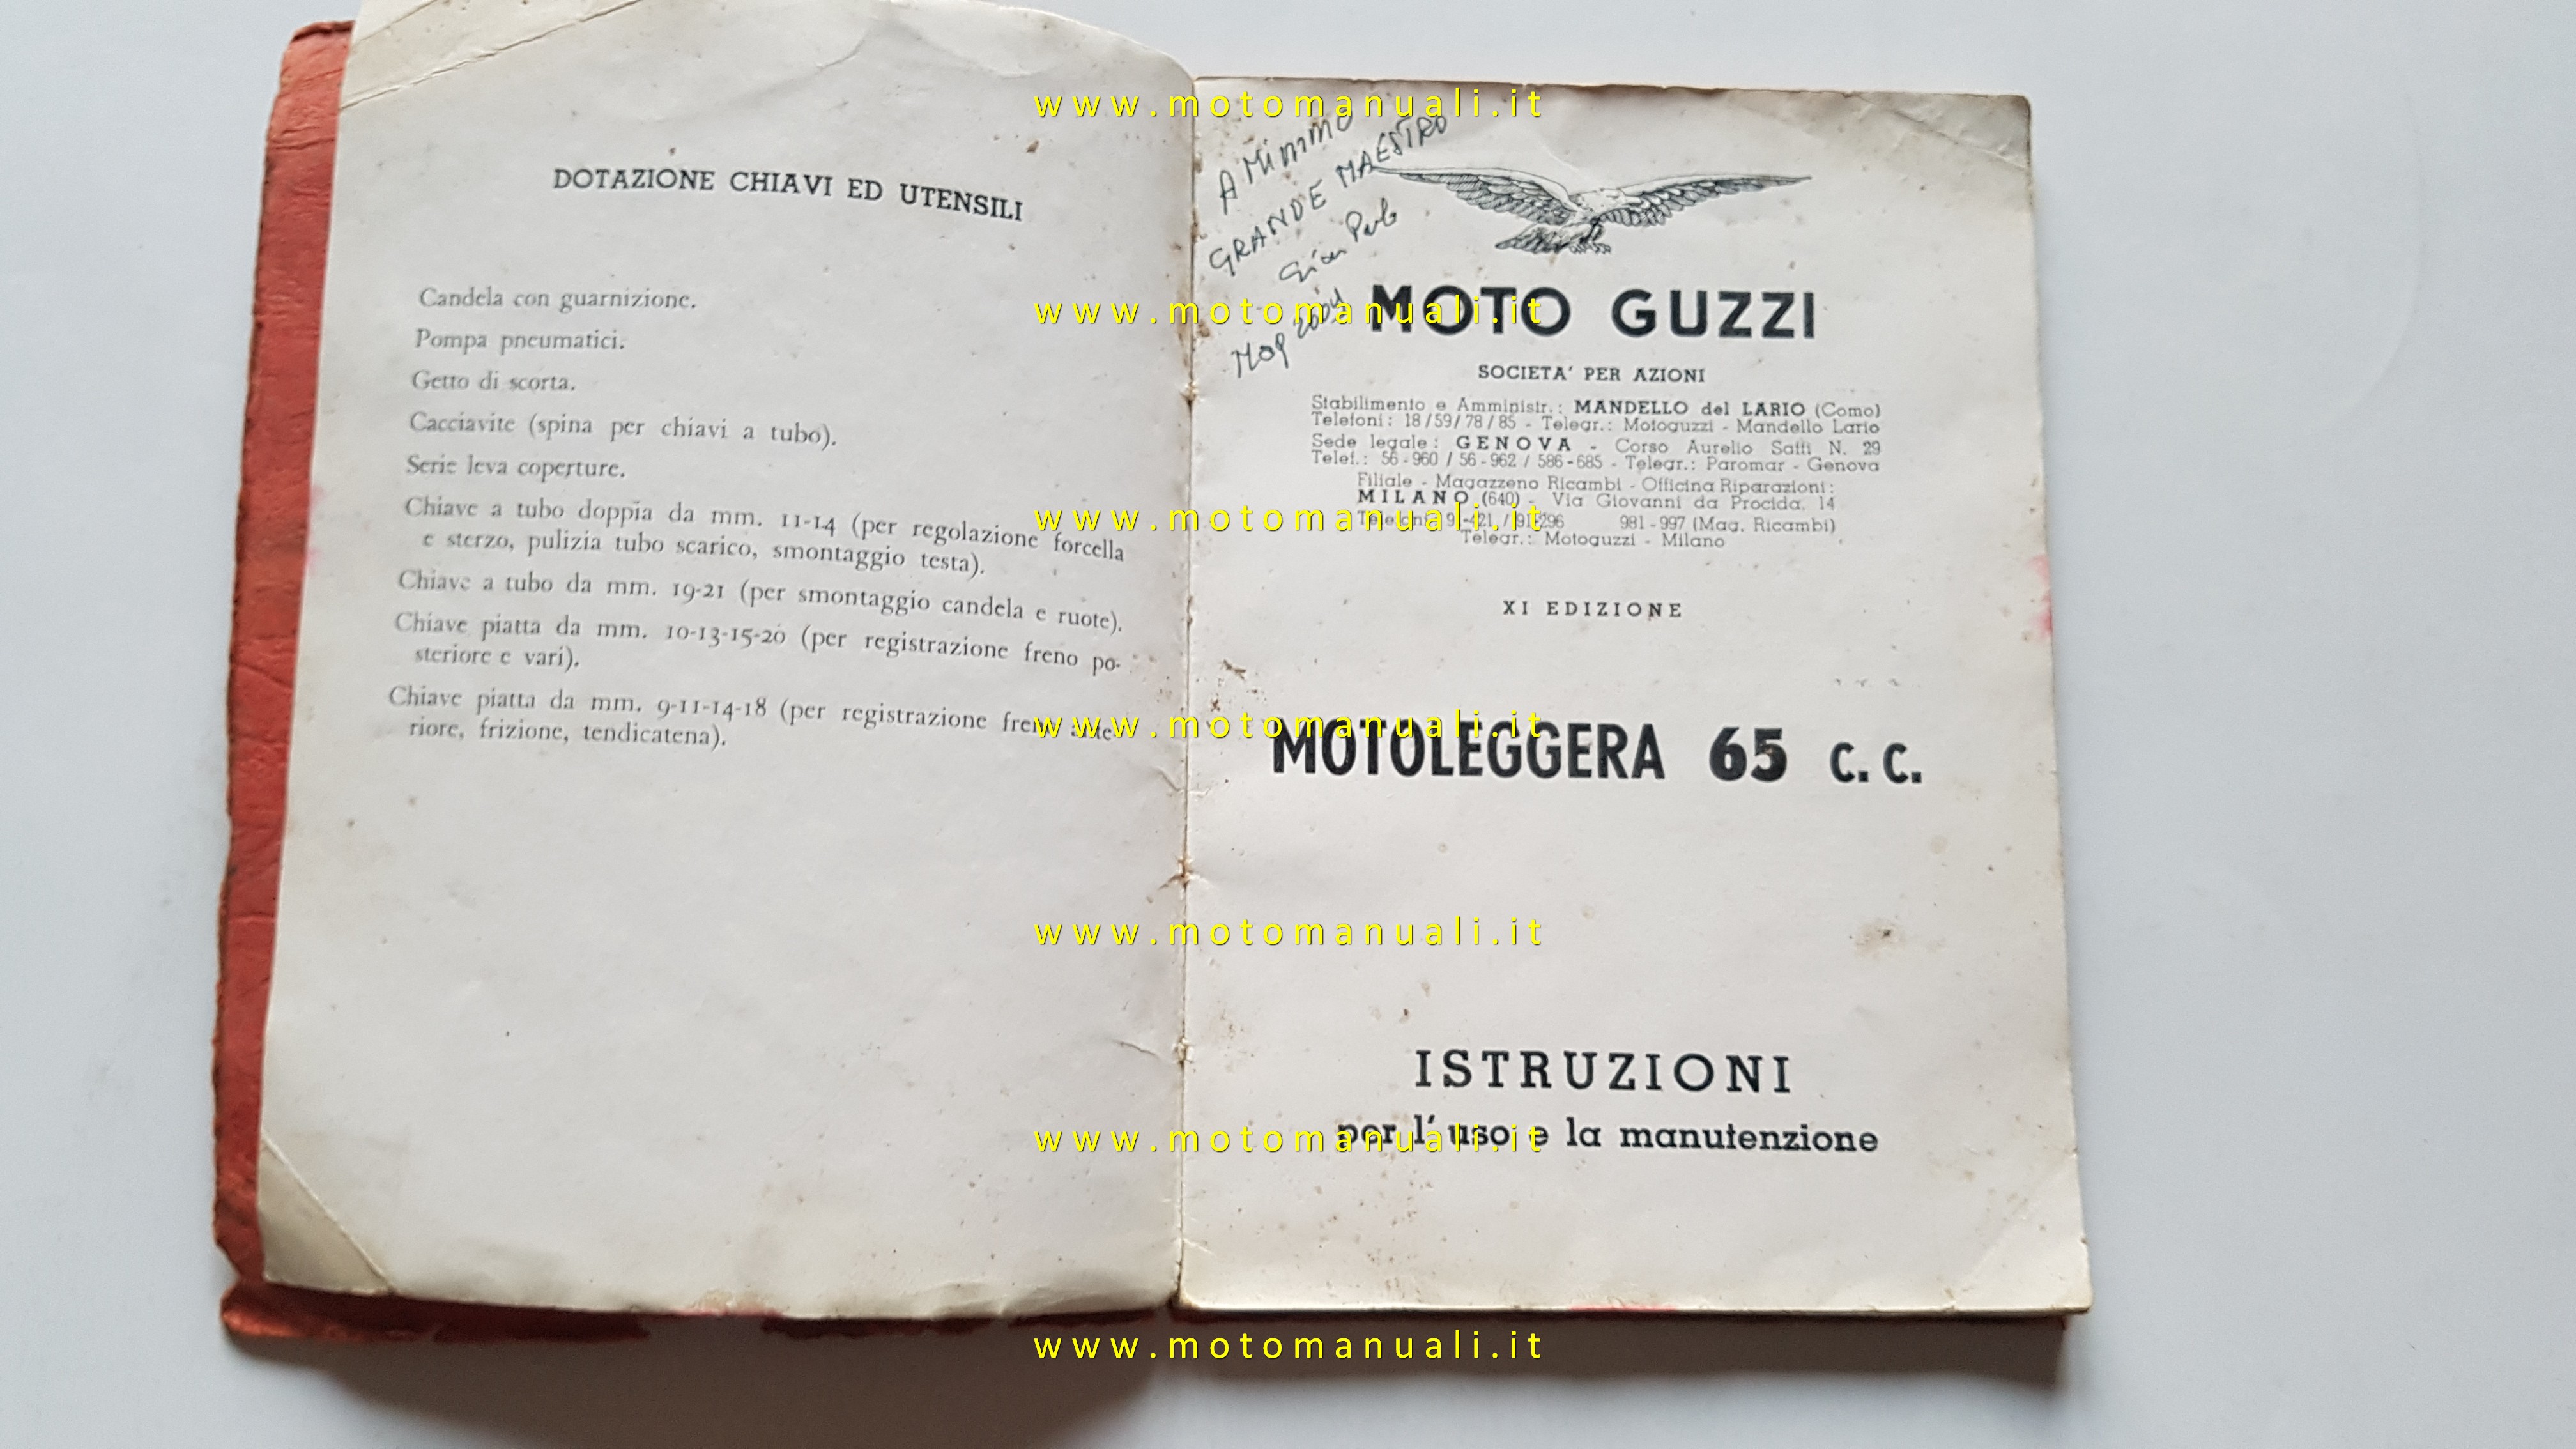 DOTAZIONE CHIAVI ED UTENSILI
Candela con guarnizione.
Pompa pneumatici.
Getto di scorta.
Cacciavite (spina per chiavi a tubo).
Serie leva coperture.
Chiave a tubo doppia da mm. 11-14 (per regolazione forcella
e sterzo, pulizia tubo scarico, smontaggio testa).
Chiave a tubo da mm. 19-21 (per smontaggio candela e ruote).
Chiave piatta da mm. 10-13-15-20 (per registrazione freno po-
steriore e vari).
Chiave piatta da mm. 9-11-14-18 (per registrazione freno ante-
riore, frizione, tendicatena).
A Mimmo
GRANDE MAESTRO
Gian Paolo
2004
MOTO GUZZI
SOCIETA' PER AZIONI
Stabilimento e Amministr.: MANDELLO del LARIO (Como)
Telefoni: 18/59/78/85 - Telegr.: Motoguzzi - Mandello Lario
Sede legale: GENOVA - Corso Aurelio Saffi N. 29
Telef.: 56-960 / 56-962 / 586-685 - Telegr.: Paromar - Genova
Filiale - Magazzeno Ricambi - Officina Riparazioni:
MILANO (640) - Via Giovanni da Procida, 14
Telefoni: 981-997 (Mag. Ricambi)
Telegr.: Motoguzzi - Milano
XI EDIZIONE
MOTOLEGGERA 65 C.C.
ISTRUZIONI
per l'uso e la manutenzione
www.motomanuali.it
www.motomanuali.it
www.motomanuali.it
www.motomanuali.it
www.motomanuali.it
www.motomanuali.it
www.motomanuali.it